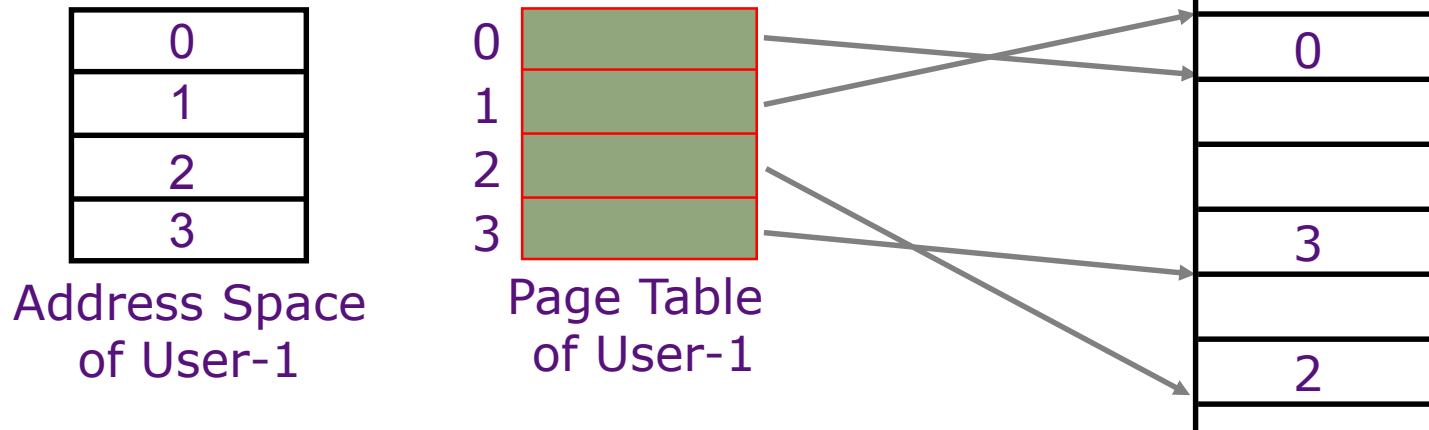 0
1
2
3
Address Space
of User-1
0
1
2
3
Page Table
of User-1
0
3
2